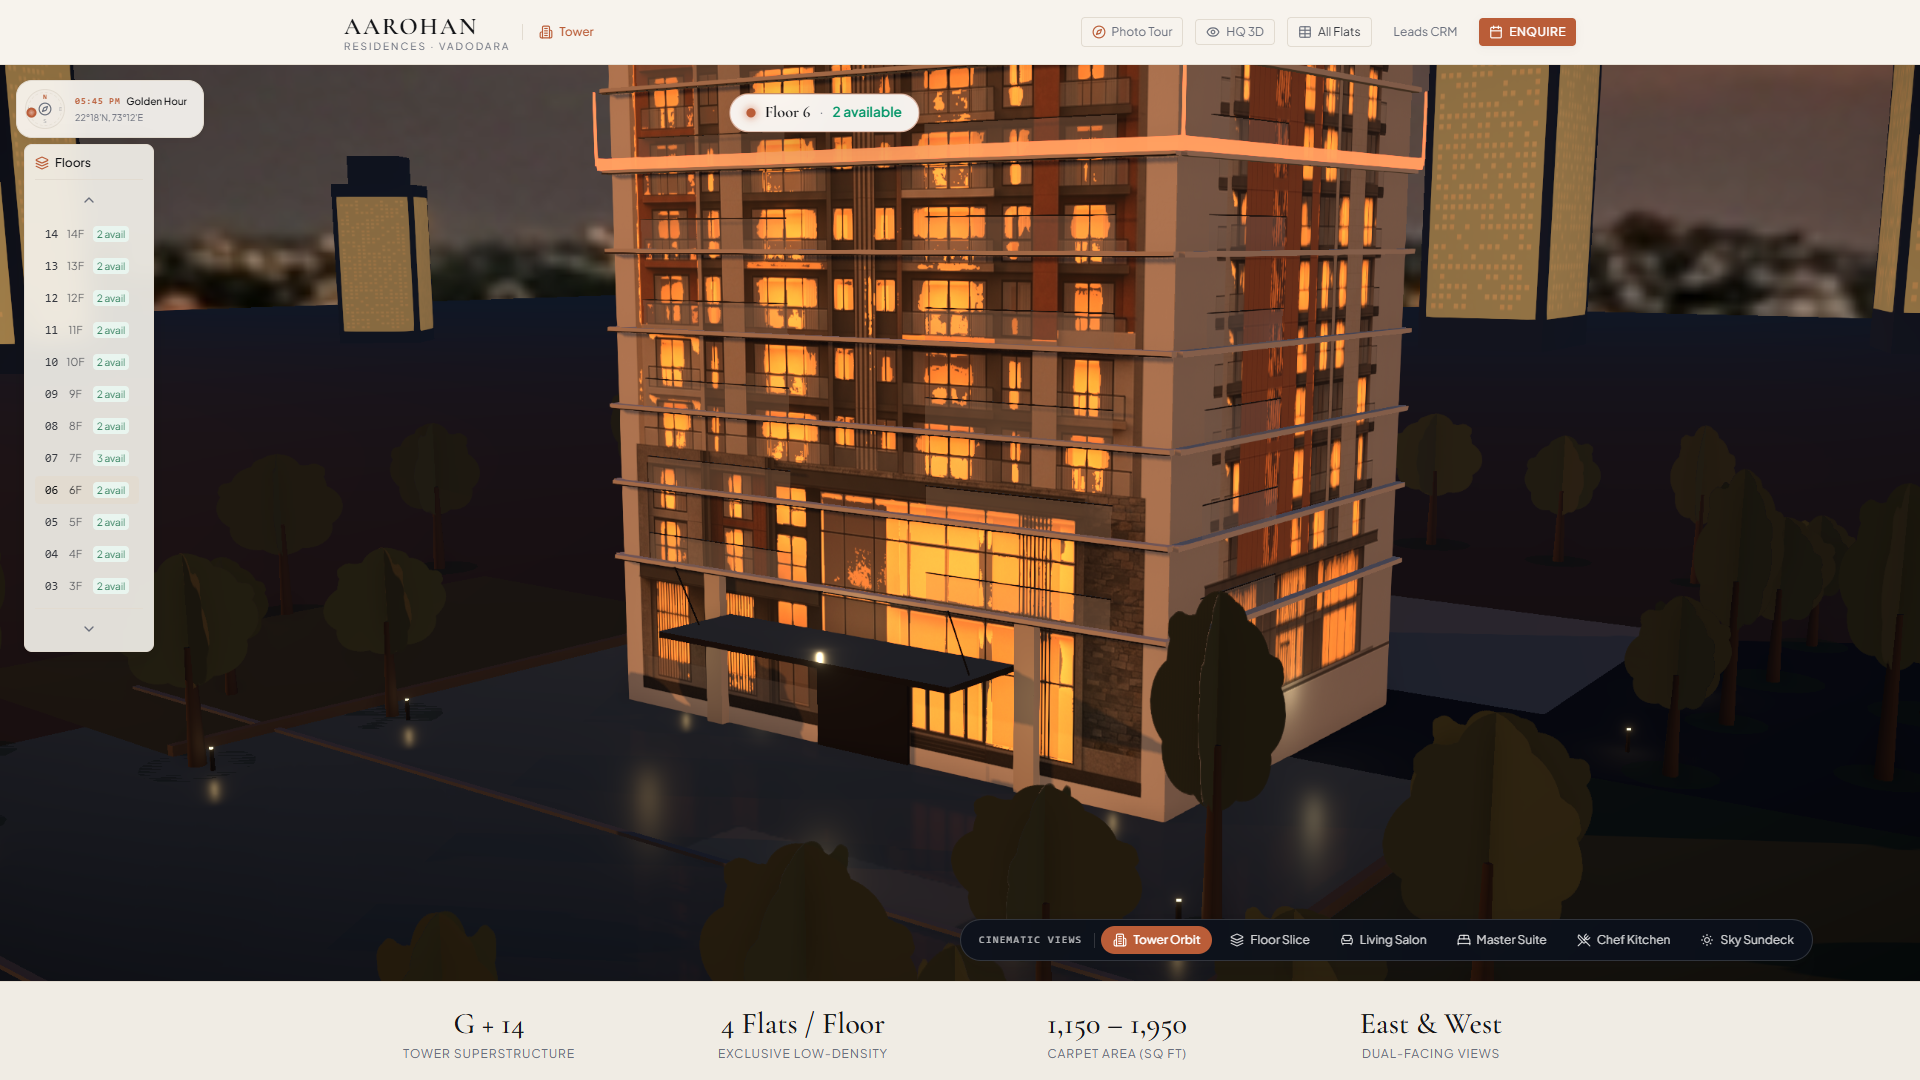 AAROHAN
RESIDENCES · VADODARA
Tower
Photo Tour
HQ 3D
All Flats
Leads CRM
ENQUIRE
N
05:45 PM Golden Hour
22°18'N, 73°12'E
Floor 6 · 2 available
Floors
14 14F 2 avail
13 13F 2 avail
12 12F 2 avail
11 11F 2 avail
10 10F 2 avail
09 9F 2 avail
08 8F 2 avail
07 7F 3 avail
06 6F 2 avail
05 5F 2 avail
04 4F 2 avail
03 3F 2 avail
CINEMATIC VIEWS
Tower Orbit
Floor Slice
Living Salon
Master Suite
Chef Kitchen
Sky Sundeck
G + 14
TOWER SUPERSTRUCTURE
4 Flats / Floor
EXCLUSIVE LOW-DENSITY
1,150 – 1,950
CARPET AREA (SQ FT)
East & West
DUAL-FACING VIEWS